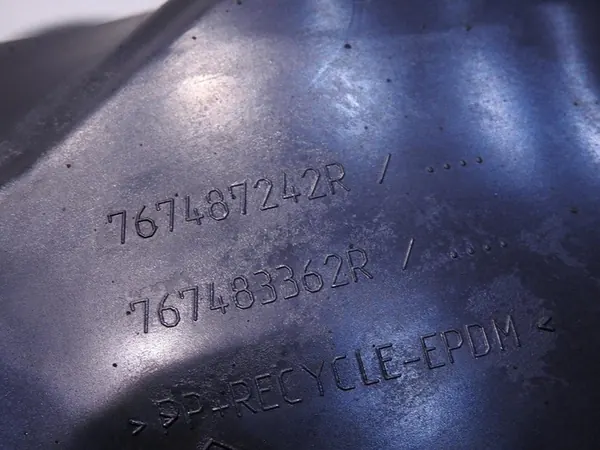 767487242R / ....
767483362R / ....
> PP+RECYCLE-EPDM <